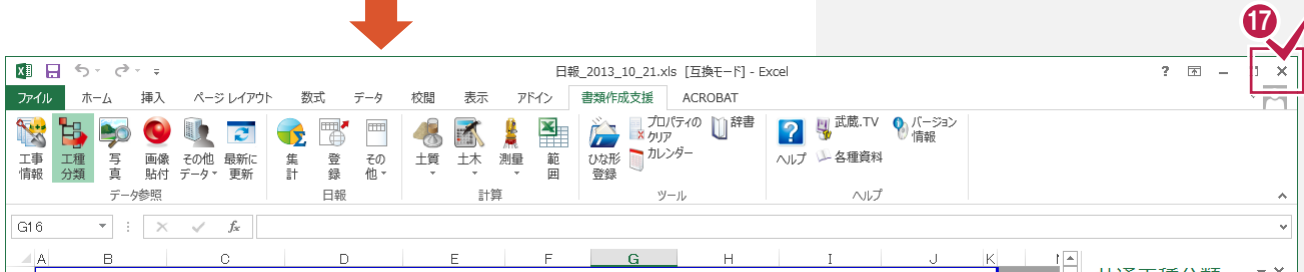 17
日報_2013_10_21.xls [互換モード] - Excel
?
ファイル ホーム 挿入 ページ レイアウト 数式 データ 校閲 表示 アドイン 書類作成支援 ACROBAT
工事情報 工種分類 写真 画像貼付 その他データ 最新に更新
データ参照
集計 登録 その他
日報
土質 土木 測量 範囲
計算
ひな形登録 プロパティのクリア カレンダー 辞書
ツール
ヘルプ 武蔵.TV 各種資料 バージョン情報
ヘルプ
G16 fx
A B C D E F G H I J K